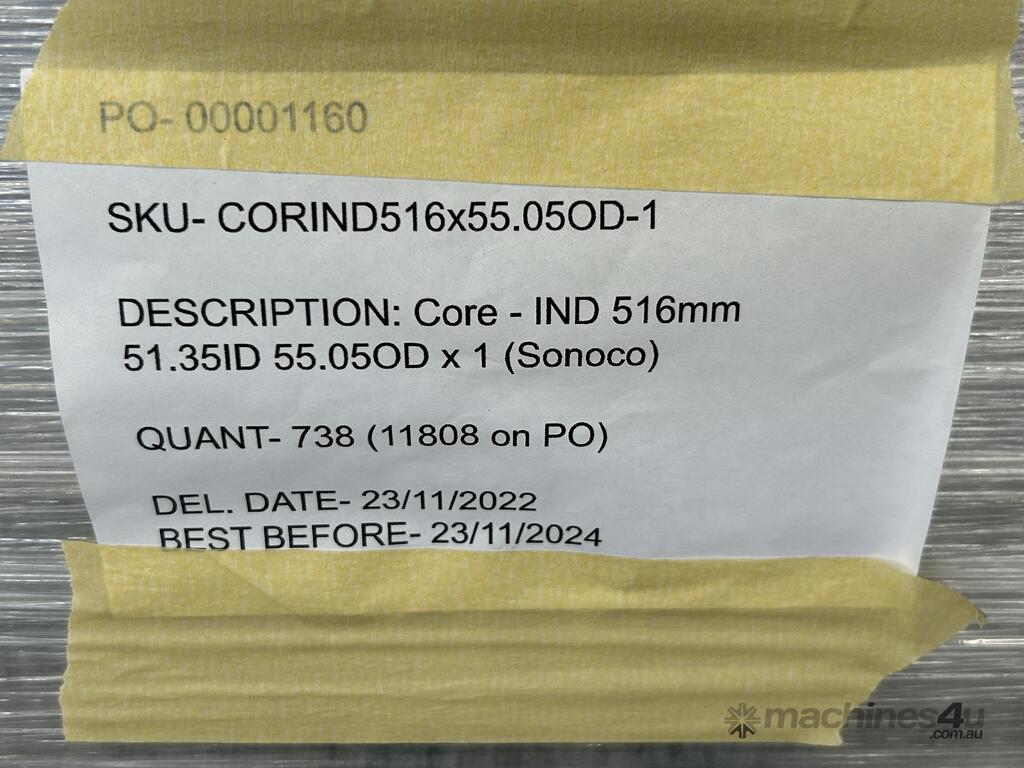 PO- 00001160
SKU- CORIND516x55.05OD-1
DESCRIPTION: Core - IND 516mm
51.35ID 55.05OD x 1 (Sonoco)
QUANT- 738 (11808 on PO)
DEL. DATE- 23/11/2022
BEST BEFORE- 23/11/2024
machines4u
.com.au